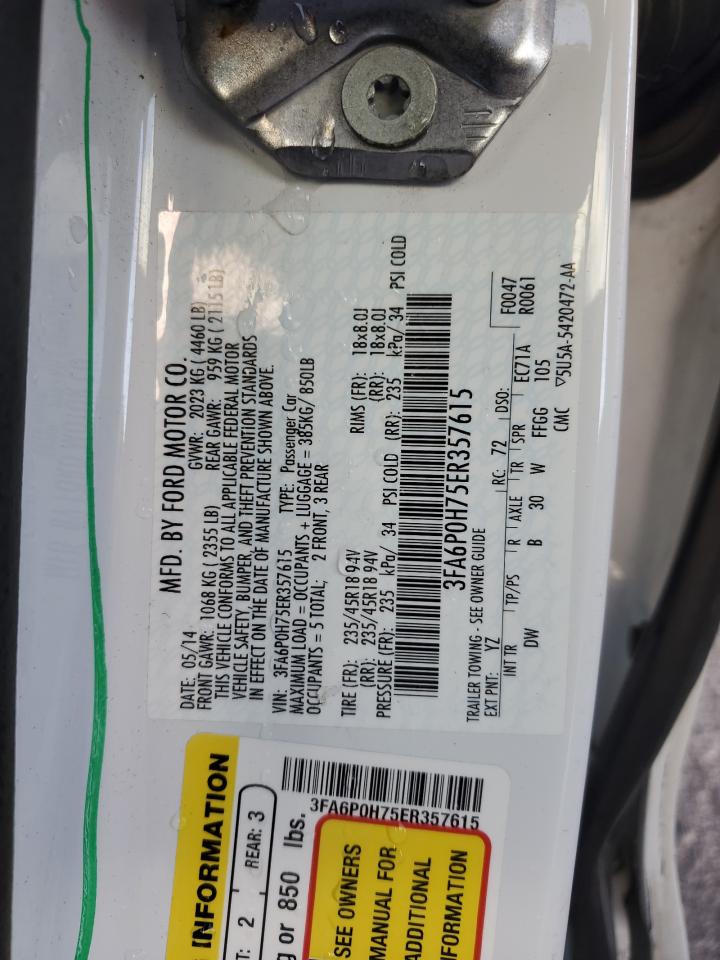 MFD. BY FORD MOTOR CO.
DATE: 05/14 GVWR: 2023 KG ( 4460 LB)
FRONT GAWR: 1068 KG ( 2355 LB) REAR GAWR: 959 KG ( 2115 LB)
THIS VEHICLE CONFORMS TO ALL APPLICABLE FEDERAL MOTOR
VEHICLE SAFETY, BUMPER, AND THEFT PREVENTION STANDARDS
IN EFFECT ON THE DATE OF MANUFACTURE SHOWN ABOVE.
VIN: 3FA6P0H75ER357615 TYPE: Passenger Car
MAXIMUM LOAD = OCCUPANTS + LUGGAGE = 385KG/ 850LB
OCCUPANTS = 5 TOTAL; 2 FRONT, 3 REAR
TIRE (FR): 235/45R18 94V RIMS (FR): 18x8.0J
(RR): 235/45R18 94V (RR): 18x8.0J
PRESSURE (FR): 235 kPa/ 34 PSI COLD (RR): 235 kPa/ 34 PSI COLD
3FA6P0H75ER357615
TRAILER TOWING - SEE OWNER GUIDE
EXT PNT: YZ RC: 72 DSO: F0047
R0061
INT TR TP/PS R AXLE TR SPR EC71A
DW B 30 W FFGG 105
CMC ▽5U5A-5420472-AA
INFORMATION
T: 2 REAR: 3
g or 850 lbs.
3FA6P0H75ER357615
SEE OWNERS
MANUAL FOR
ADDITIONAL
INFORMATION